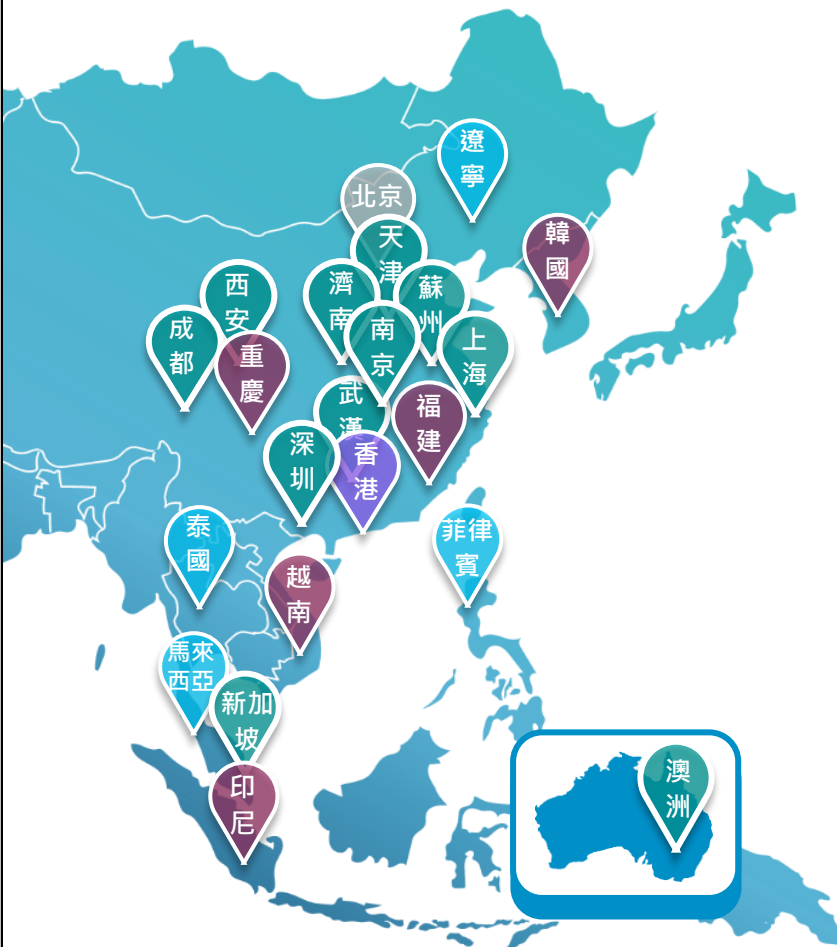 遼
寧
北京
天
津
韓
國
西
安
濟
南
蘇
州
成
都
南
京
上
海
重
慶
武
漢
福
建
深
圳
香
港
泰
國
菲律
賓
越
南
馬來
西亞
新加
坡
印
尼
澳
洲